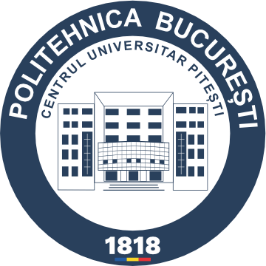 POLITEHNICA BUCUREȘTI
CENTRUL UNIVERSITAR PITEȘTI
1818